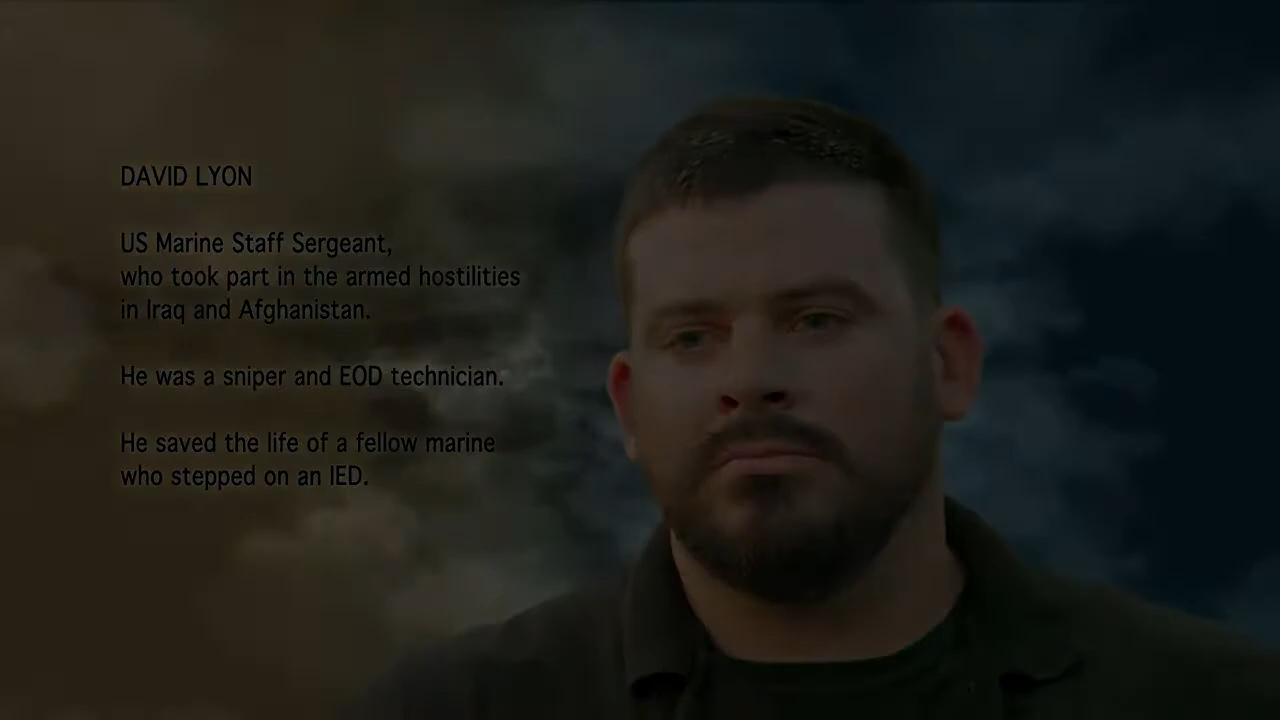 DAVID LYON
US Marine Staff Sergeant,
who took part in the armed hostilities
in Iraq and Afghanistan.
He was a sniper and EOD technician.
He saved the life of a fellow marine
who stepped on an IED.